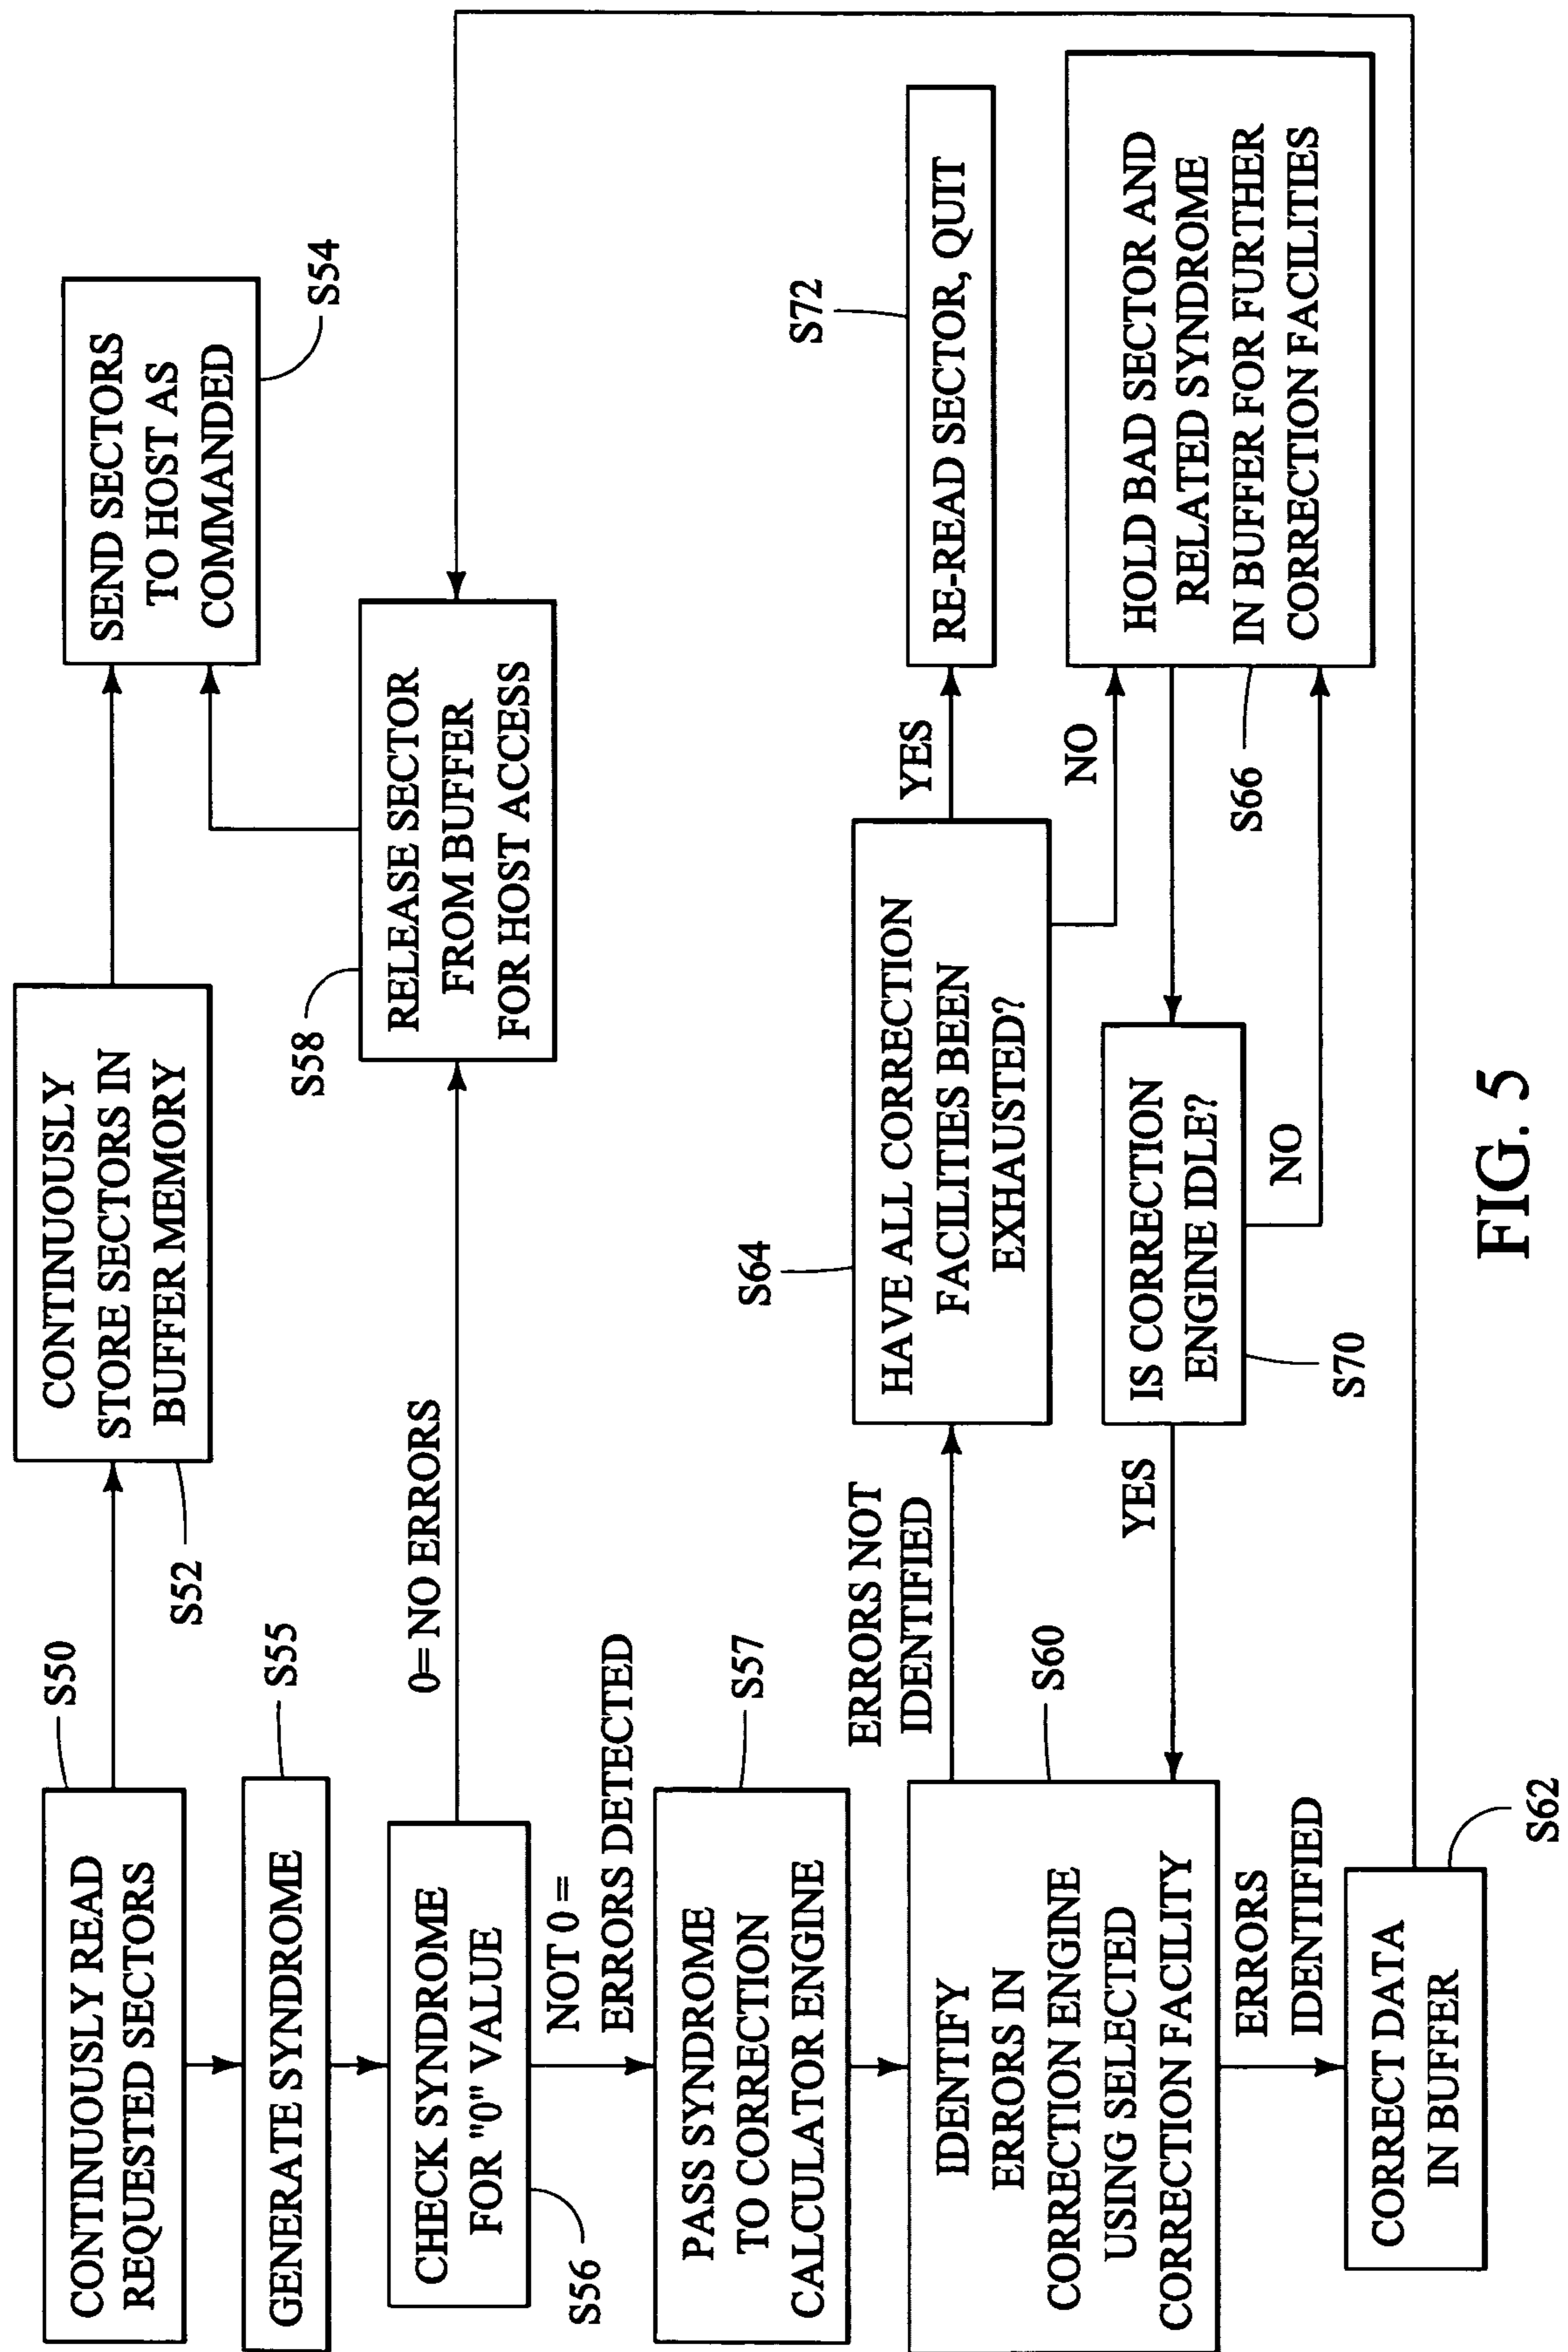 CONTINUOUSLY READ
REQUESTED SECTORS
S50
CONTINUOUSLY
STORE SECTORS IN
BUFFER MEMORY
S52
SEND SECTORS
TO HOST AS
COMMANDED
S54
GENERATE SYNDROME
S55
CHECK SYNDROME
FOR "0" VALUE
S56
0= NO ERRORS
RELEASE SECTOR
FROM BUFFER
FOR HOST ACCESS
S58
NOT 0 =
ERRORS DETECTED
PASS SYNDROME
TO CORRECTION
CALCULATOR ENGINE
S57
IDENTIFY
ERRORS IN
CORRECTION ENGINE
USING SELECTED
CORRECTION FACILITY
S60
ERRORS NOT
IDENTIFIED
HAVE ALL CORRECTION
FACILITIES BEEN
EXHAUSTED?
S64
YES
RE-READ SECTOR, QUIT
S72
NO
HOLD BAD SECTOR AND
RELATED SYNDROME
IN BUFFER FOR FURTHER
CORRECTION FACILITIES
S66
IS CORRECTION
ENGINE IDLE?
S70
YES
NO
ERRORS
IDENTIFIED
CORRECT DATA
IN BUFFER
S62
FIG. 5